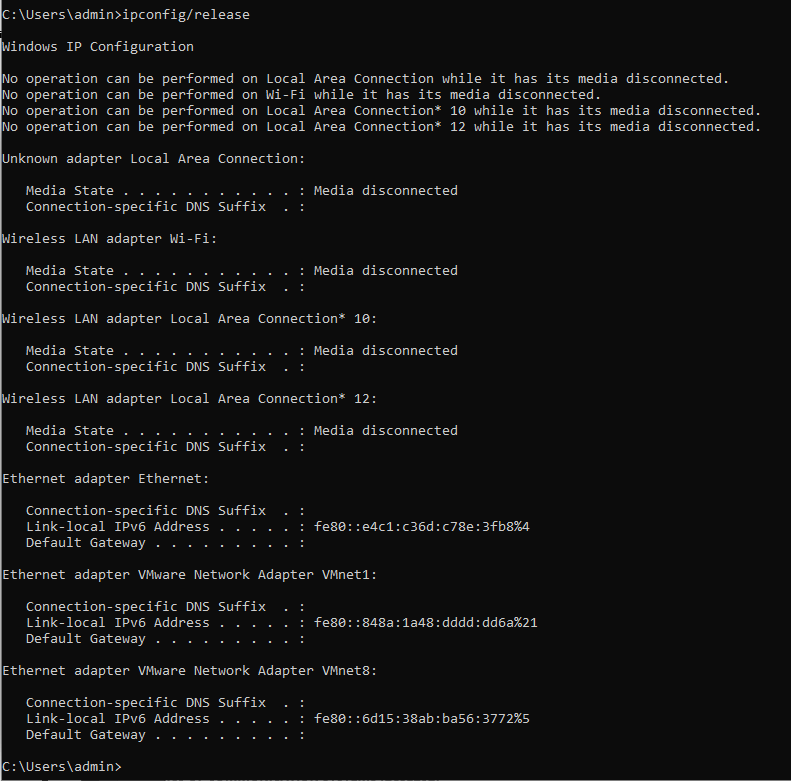 C:\Users\admin>ipconfig/release
Windows IP Configuration
No operation can be performed on Local Area Connection while it has its media disconnected.
No operation can be performed on Wi-Fi while it has its media disconnected.
No operation can be performed on Local Area Connection* 10 while it has its media disconnected.
No operation can be performed on Local Area Connection* 12 while it has its media disconnected.
Unknown adapter Local Area Connection:
Media State . . . . . . . . . . . : Media disconnected
Connection-specific DNS Suffix  . :
Wireless LAN adapter Wi-Fi:
Media State . . . . . . . . . . . : Media disconnected
Connection-specific DNS Suffix  . :
Wireless LAN adapter Local Area Connection* 10:
Media State . . . . . . . . . . . : Media disconnected
Connection-specific DNS Suffix  . :
Wireless LAN adapter Local Area Connection* 12:
Media State . . . . . . . . . . . : Media disconnected
Connection-specific DNS Suffix  . :
Ethernet adapter Ethernet:
Connection-specific DNS Suffix  . :
Link-local IPv6 Address . . . . . : fe80::e4c1:c36d:c78e:3fb8%4
Default Gateway . . . . . . . . . :
Ethernet adapter VMware Network Adapter VMnet1:
Connection-specific DNS Suffix  . :
Link-local IPv6 Address . . . . . : fe80::848a:1a48:dddd:dd6a%21
Default Gateway . . . . . . . . . :
Ethernet adapter VMware Network Adapter VMnet8:
Connection-specific DNS Suffix  . :
Link-local IPv6 Address . . . . . : fe80::6d15:38ab:ba56:3772%5
Default Gateway . . . . . . . . . :
C:\Users\admin>